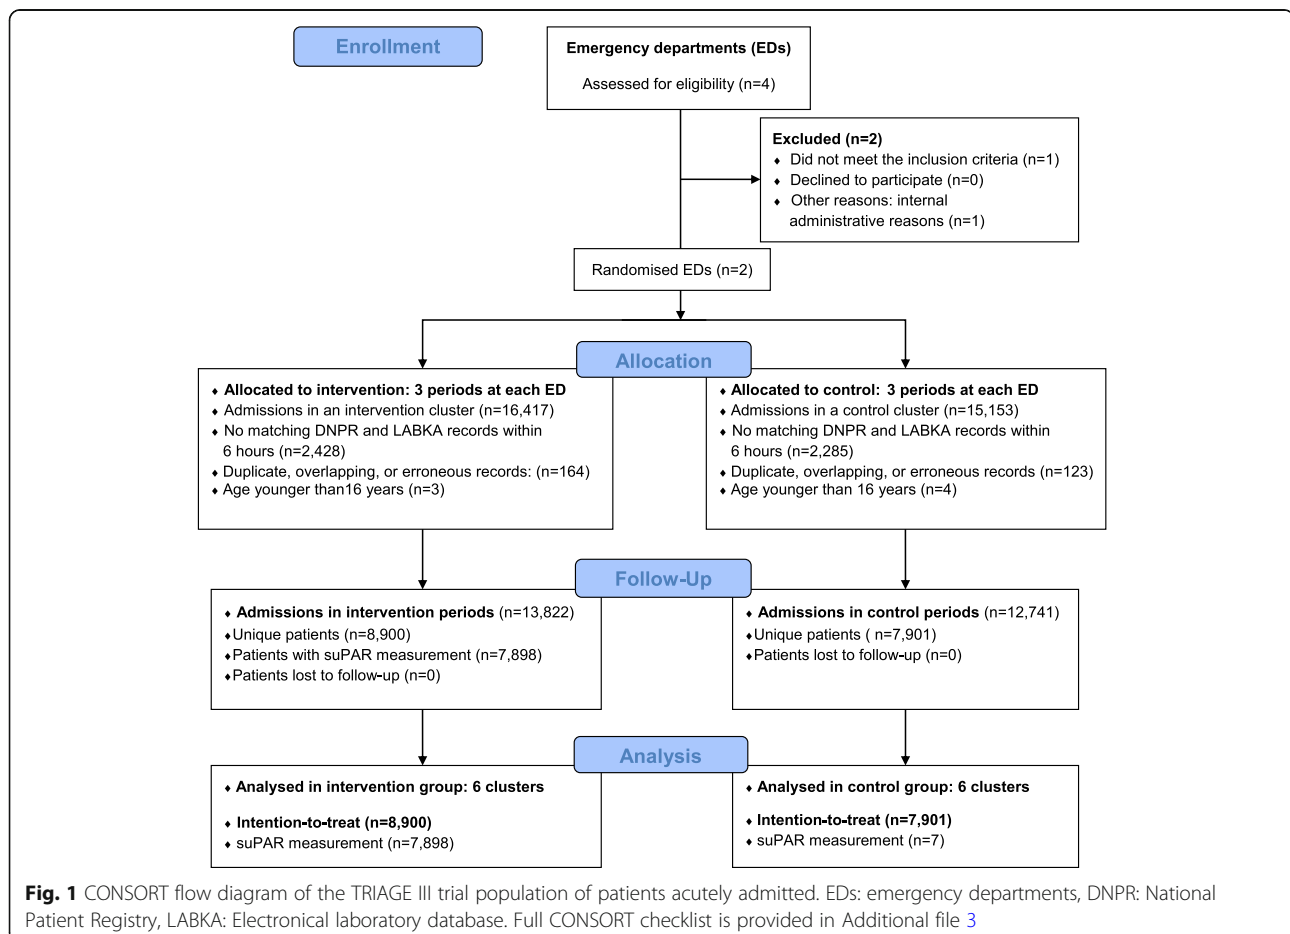 Enrollment
Emergency departments (EDs)
Assessed for eligibility (n=4)
Excluded (n=2)
⬧ Did not meet the inclusion criteria (n=1)
⬧ Declined to participate (n=0)
⬧ Other reasons: internal
administrative reasons (n=1)
Randomised EDs (n=2)
Allocation
⬧ Allocated to intervention: 3 periods at each ED
⬧ Admissions in an intervention cluster (n=16,417)
⬧ No matching DNPR and LABKA records within
6 hours (n=2,428)
⬧ Duplicate, overlapping, or erroneous records: (n=164)
⬧ Age younger than16 years (n=3)
⬧ Allocated to control: 3 periods at each ED
⬧ Admissions in a control cluster (n=15,153)
⬧ No matching DNPR and LABKA records within
6 hours (n=2,285)
⬧ Duplicate, overlapping, or erroneous records (n=123)
⬧ Age younger than 16 years (n=4)
Follow-Up
⬧ Admissions in intervention periods (n=13,822)
⬧ Unique patients (n=8,900)
⬧ Patients with suPAR measurement (n=7,898)
⬧ Patients lost to follow-up (n=0)
⬧ Admissions in control periods (n=12,741)
⬧ Unique patients ( n=7,901)
⬧ Patients lost to follow-up (n=0)
Analysis
⬧ Analysed in intervention group: 6 clusters
⬧ Intention-to-treat (n=8,900)
⬧ suPAR measurement (n=7,898)
⬧ Analysed in control group: 6 clusters
⬧ Intention-to-treat (n=7,901)
⬧ suPAR measurement (n=7)
Fig. 1 CONSORT flow diagram of the TRIAGE III trial population of patients acutely admitted. EDs: emergency departments, DNPR: National
Patient Registry, LABKA: Electronical laboratory database. Full CONSORT checklist is provided in Additional file 3